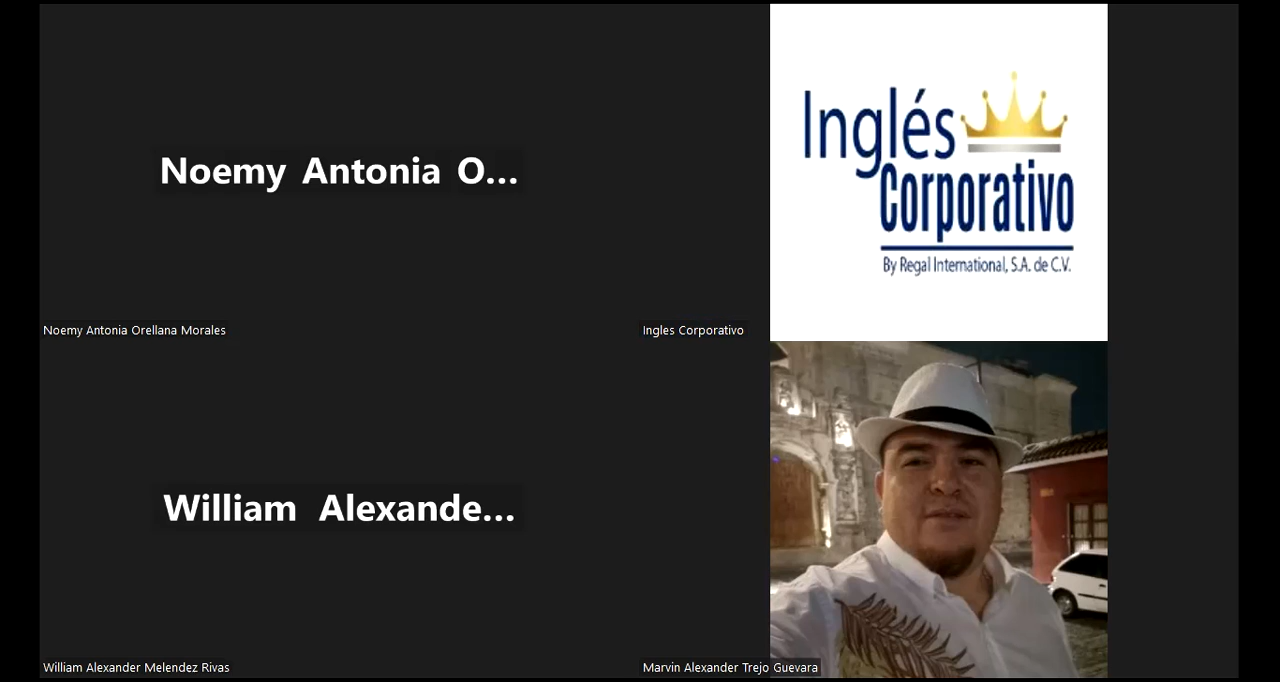 Noemy Antonia O...
Noemy Antonia Orellana Morales
Inglés
Corporativo
By Regal International, S.A. de C.V.
Ingles Corporativo
William Alexande...
William Alexander Melendez Rivas
Marvin Alexander Trejo Guevara